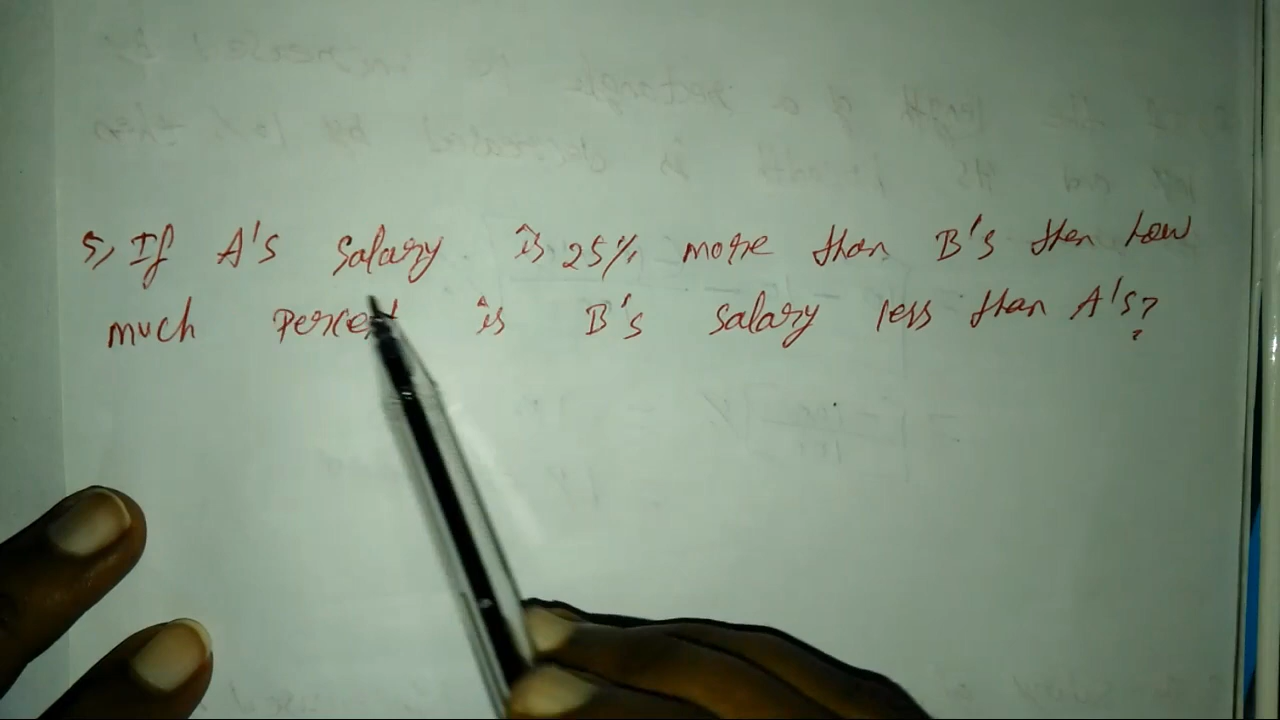 5, If A's salary is 25% more than B's then how
much percent is B's salary less than A's?